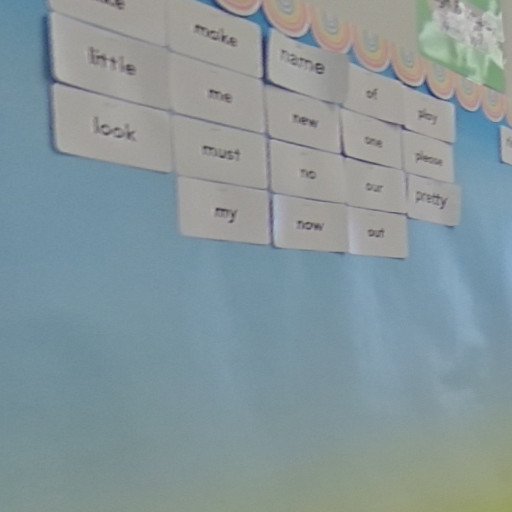 little
look
make
me
must
my
name
new
no
now
of
one
our
out
play
please
pretty